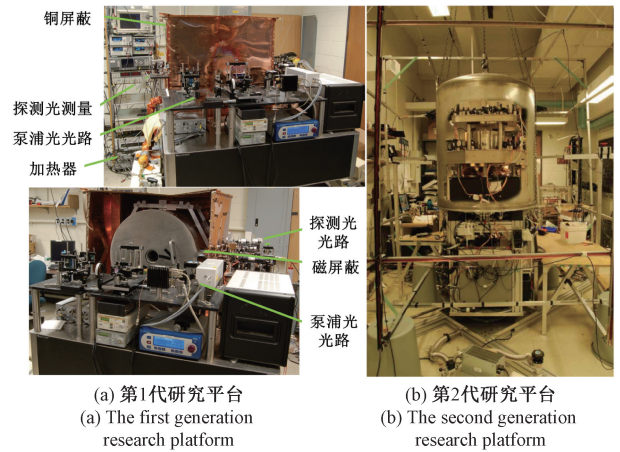 铜屏蔽
探测光测量
泵浦光光路
加热器
探测光
光路
磁屏蔽
泵浦光
光路
(a) 第1代研究平台
(a) The first generation
research platform
(b) 第2代研究平台
(b) The second generation
research platform